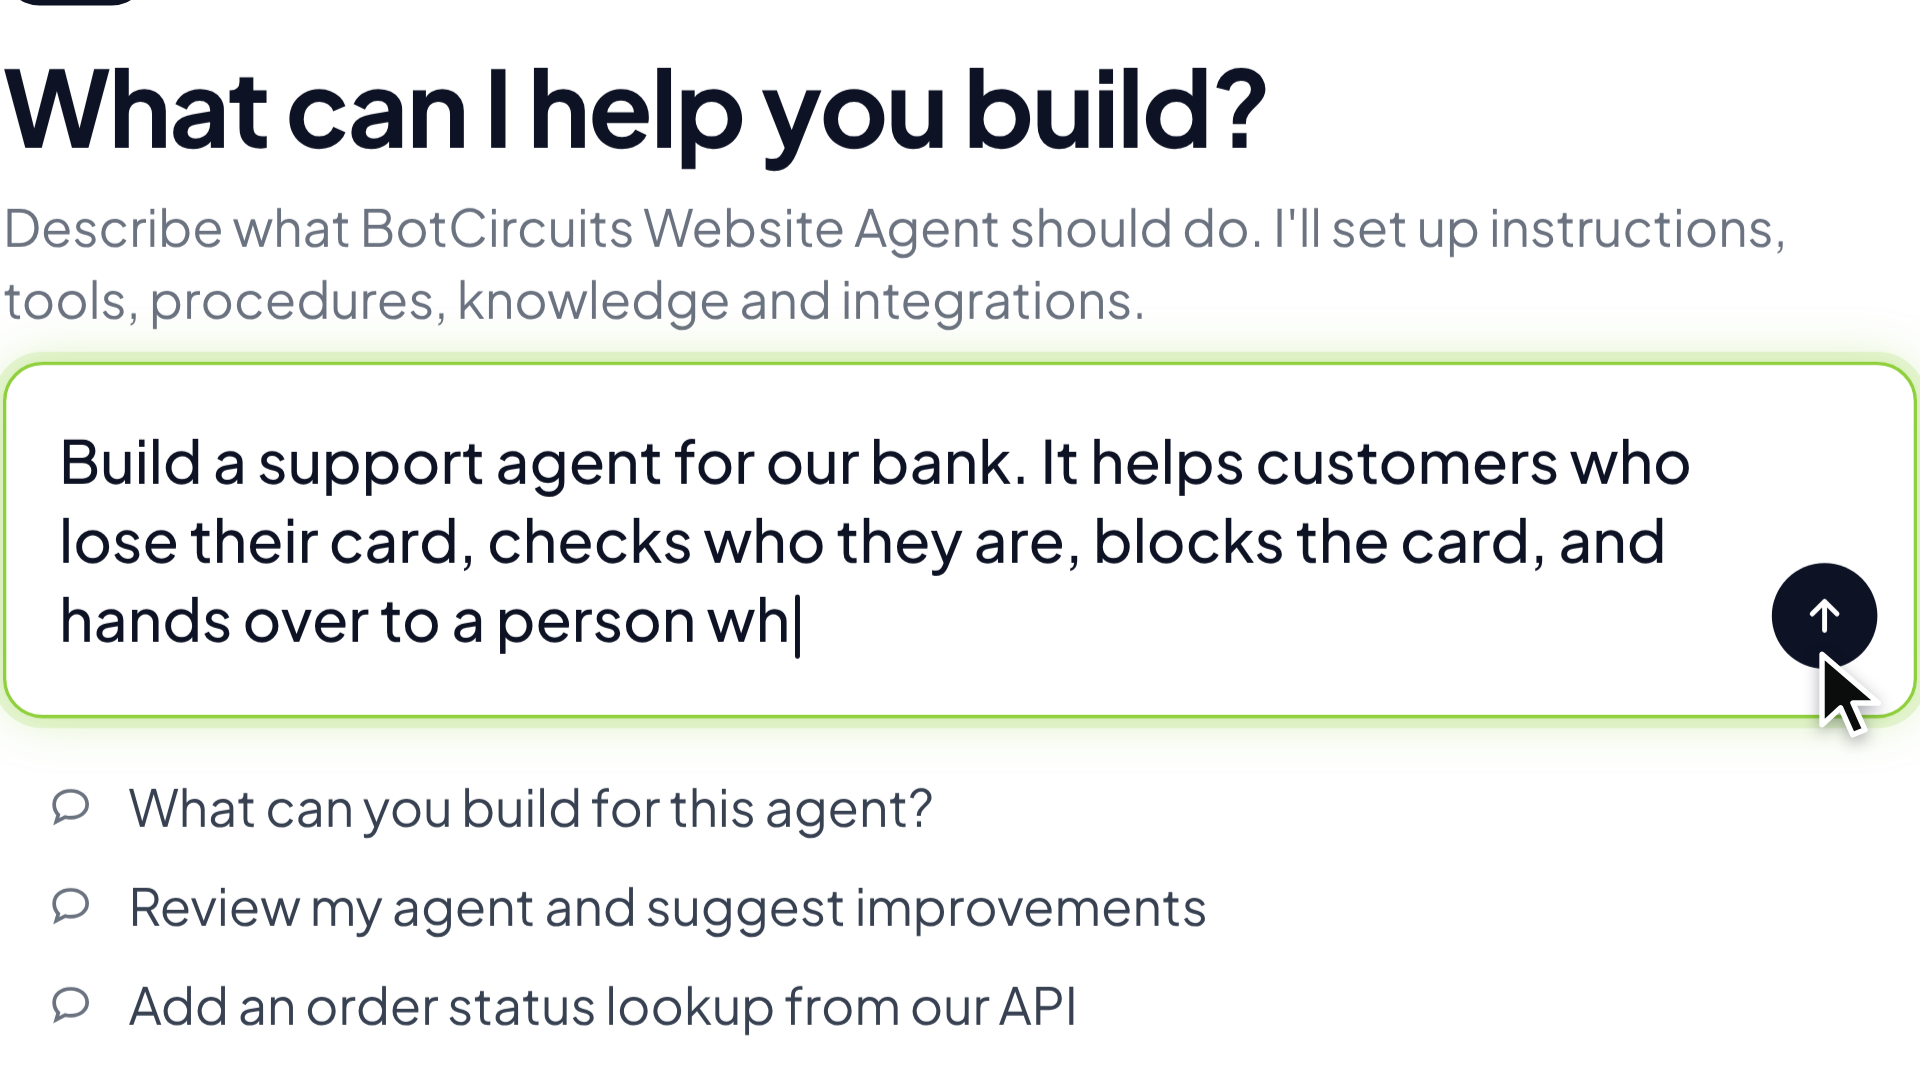 What can I help you build?
Describe what BotCircuits Website Agent should do. I'll set up instructions,
tools, procedures, knowledge and integrations.
Build a support agent for our bank. It helps customers who
lose their card, checks who they are, blocks the card, and
hands over to a person wh
What can you build for this agent?
Review my agent and suggest improvements
Add an order status lookup from our API